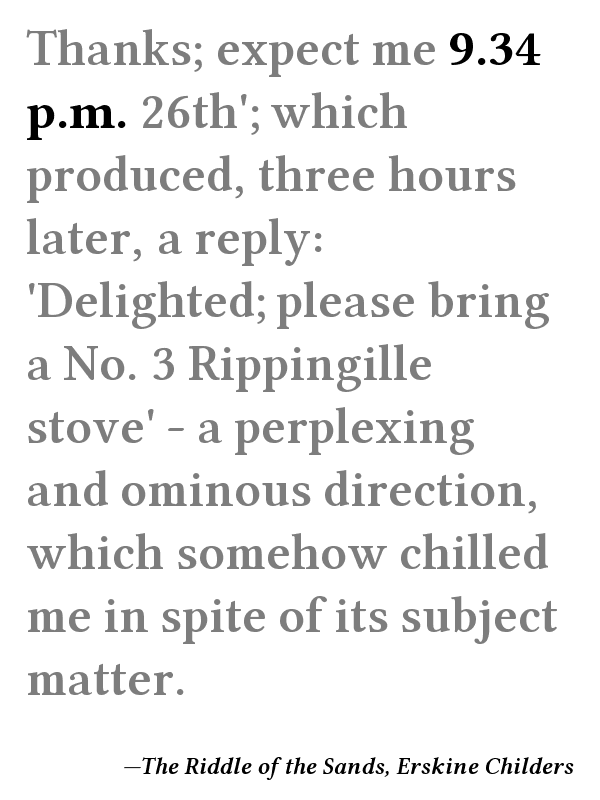 Thanks; expect me 9.34
p.m. 26th'; which
produced, three hours
later, a reply:
'Delighted; please bring
a No. 3 Rippingille
stove' - a perplexing
and ominous direction,
which somehow chilled
me in spite of its subject
matter.
—The Riddle of the Sands, Erskine Childers